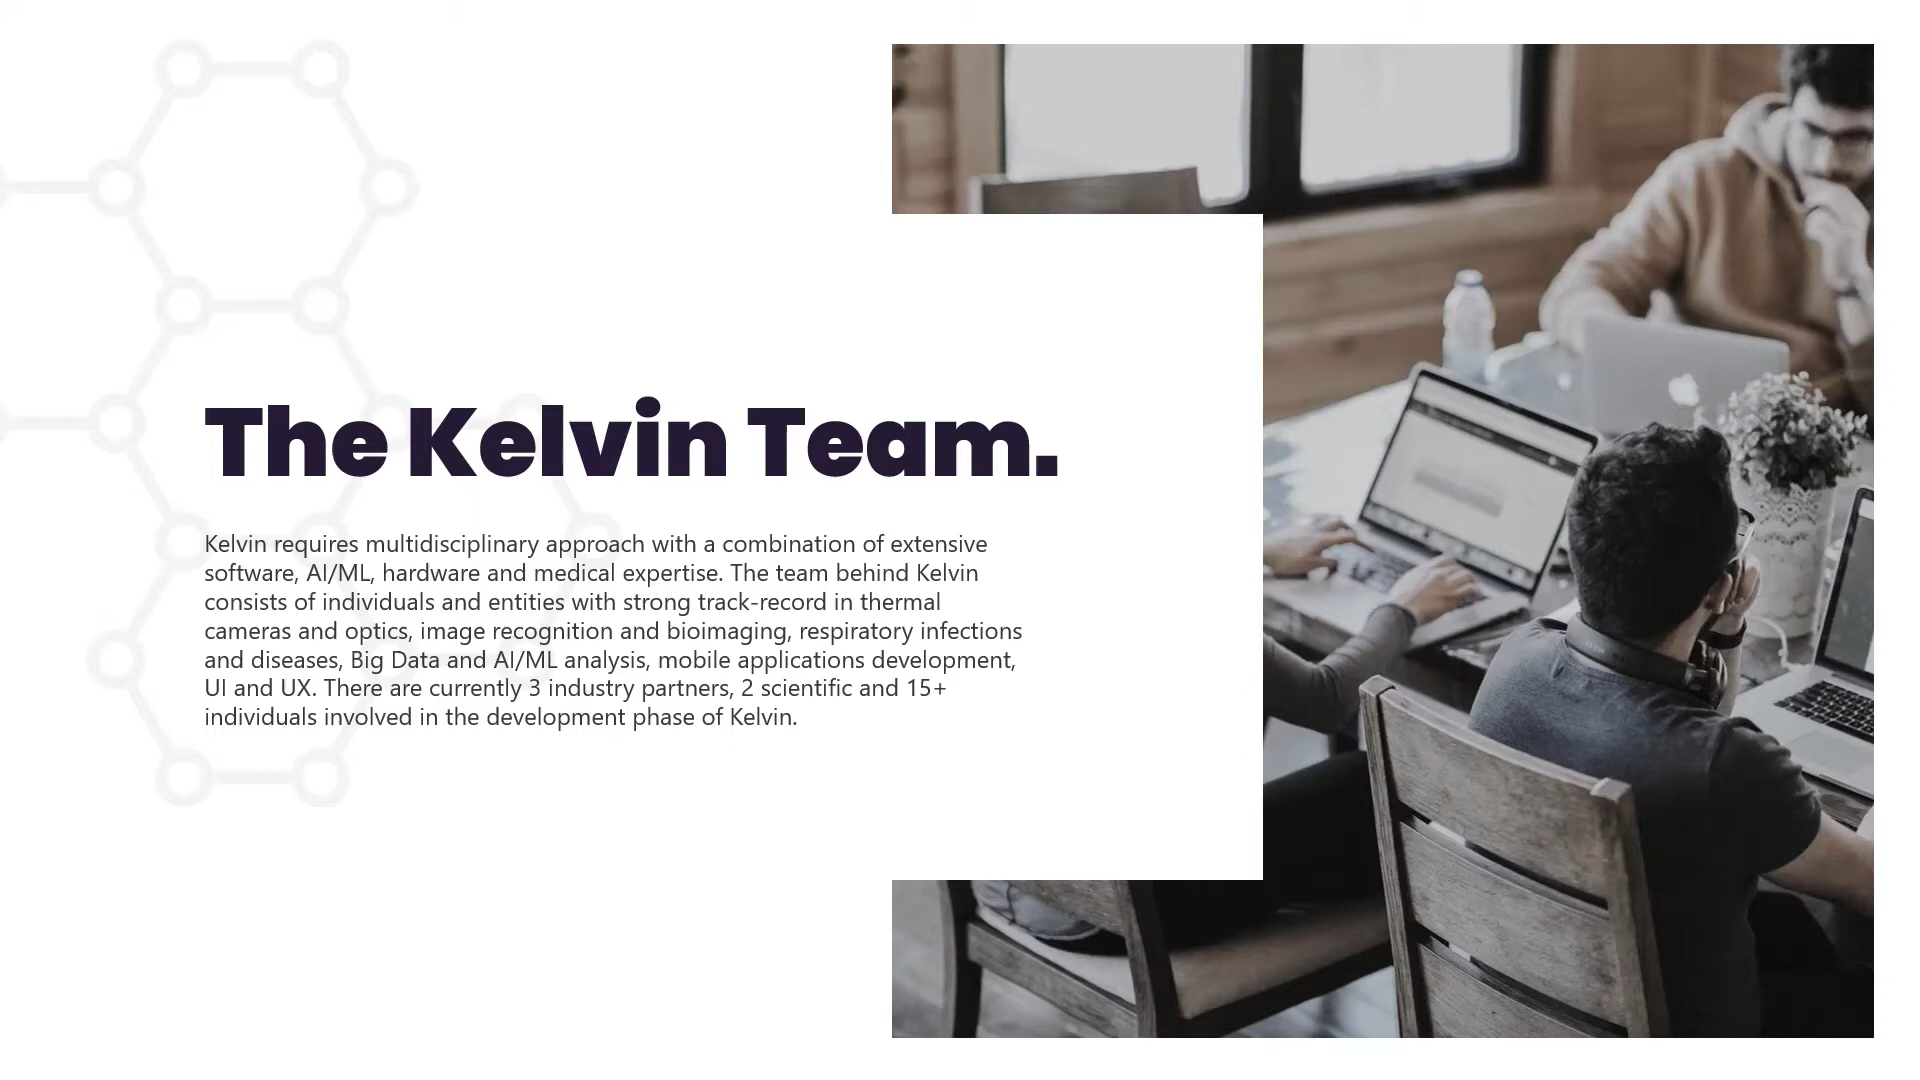 The Kelvin Team.
Kelvin requires multidisciplinary approach with a combination of extensive
software, AI/ML, hardware and medical expertise. The team behind Kelvin
consists of individuals and entities with strong track-record in thermal
cameras and optics, image recognition and bioimaging, respiratory infections
and diseases, Big Data and AI/ML analysis, mobile applications development,
UI and UX. There are currently 3 industry partners, 2 scientific and 15+
individuals involved in the development phase of Kelvin.